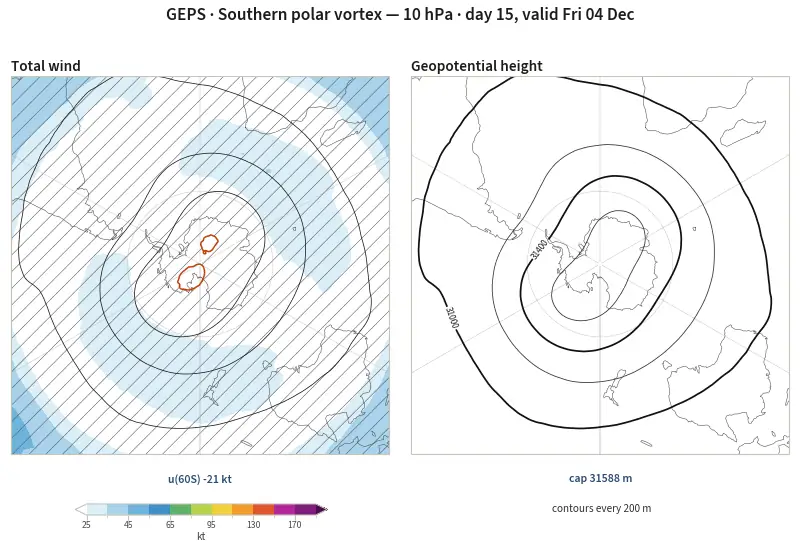 GEPS · Southern polar vortex — 10 hPa · day 15, valid Fri 04 Dec
Total wind
Geopotential height
31400
31000
u(60S) -21 kt
cap 31588 m
contours every 200 m
25 45 65 95 130 170
kt